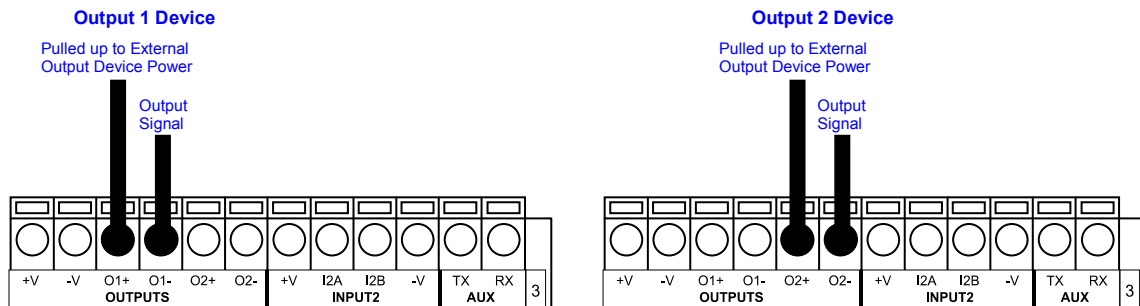 Output 1 Device
Pulled up to External
Output Device Power
Output
Signal
+V -V O1+ O1- O2+ O2- +V I2A I2B -V TX RX
OUTPUTS INPUT2 AUX 3
Output 2 Device
Pulled up to External
Output Device Power
Output
Signal
+V -V O1+ O1- O2+ O2- +V I2A I2B -V TX RX
OUTPUTS INPUT2 AUX 3